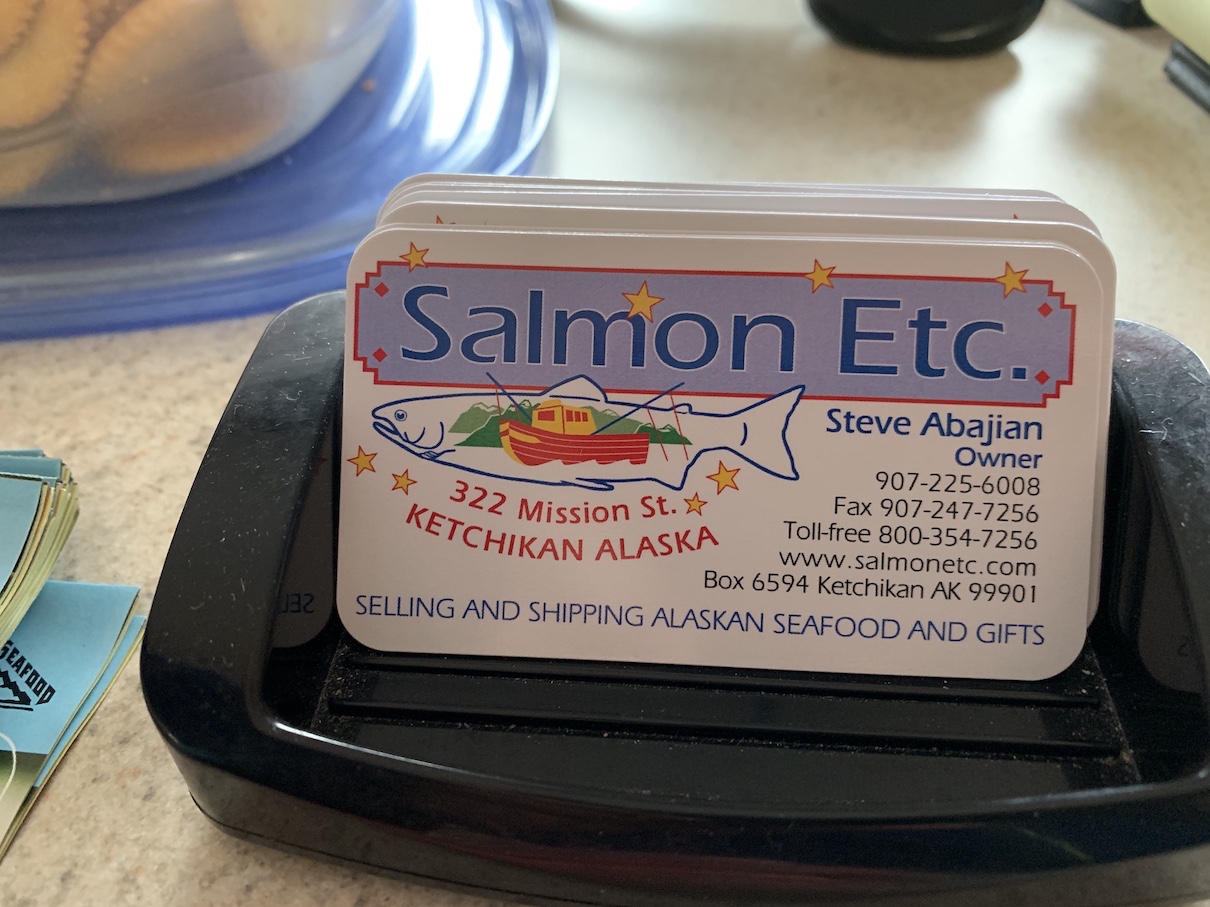 Salmon Etc.
Steve Abajian
Owner
907-225-6008
Fax 907-247-7256
Toll-free 800-354-7256
www.salmonetc.com
Box 6594 Ketchikan AK 99901
322 Mission St.
KETCHIKAN ALASKA
SELLING AND SHIPPING ALASKAN SEAFOOD AND GIFTS
SEAFOOD